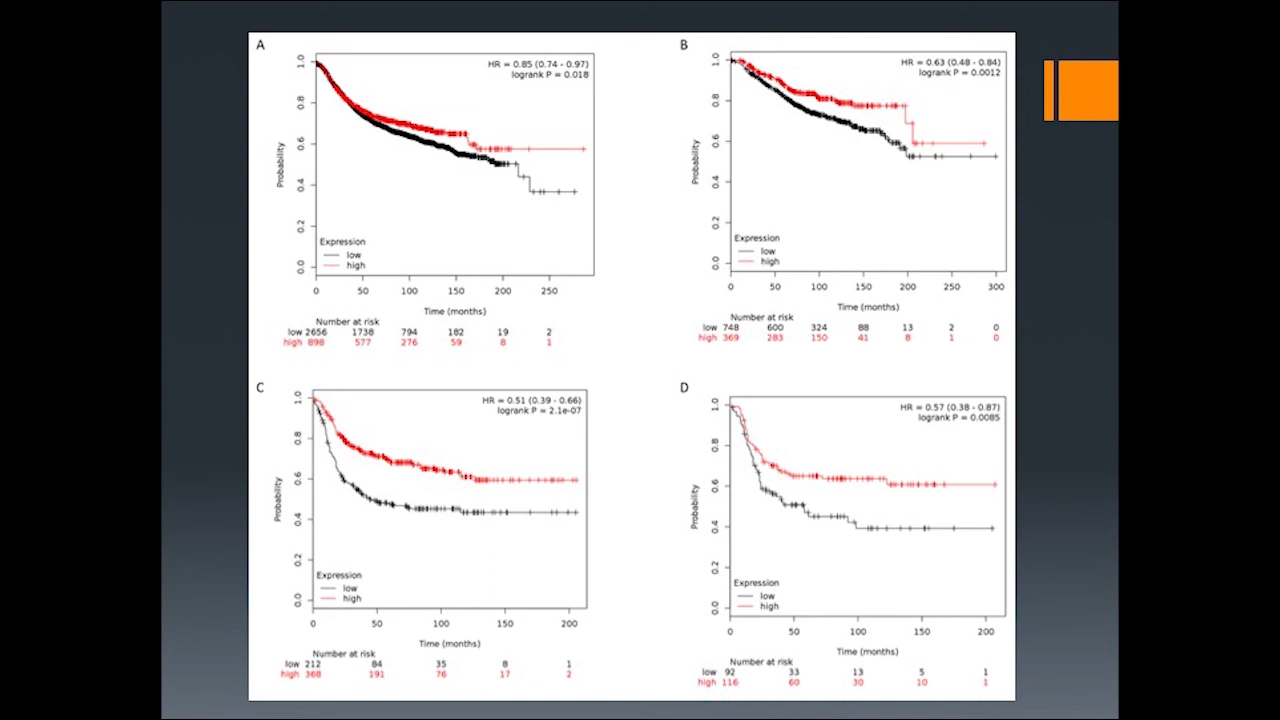 A
HR = 0.85 (0.74 - 0.97)
logrank P = 0.018
Probability
1.0
0.8
0.6
0.4
0.2
0.0
Expression
low
high
0 50 100 150 200 250
Time (months)
Number at risk
low 2656 1738 794 182 19 2
high 898 577 276 59 8 1
B
HR = 0.63 (0.48 - 0.84)
logrank P = 0.0012
Probability
1.0
0.8
0.6
0.4
0.2
0.0
Expression
low
high
0 50 100 150 200 250 300
Time (months)
Number at risk
low 748 600 324 88 13 2 0
high 369 283 150 41 8 1 0
C
HR = 0.51 (0.39 - 0.66)
logrank P = 2.1e-07
Probability
1.0
0.8
0.6
0.4
0.2
0.0
Expression
low
high
0 50 100 150 200
Time (months)
Number at risk
low 212 84 35 8 1
high 368 191 76 17 2
D
HR = 0.57 (0.38 - 0.87)
logrank P = 0.0085
Probability
1.0
0.8
0.6
0.4
0.2
0.0
Expression
low
high
0 50 100 150 200
Time (months)
Number at risk
low 92 33 13 5 1
high 116 60 30 10 1